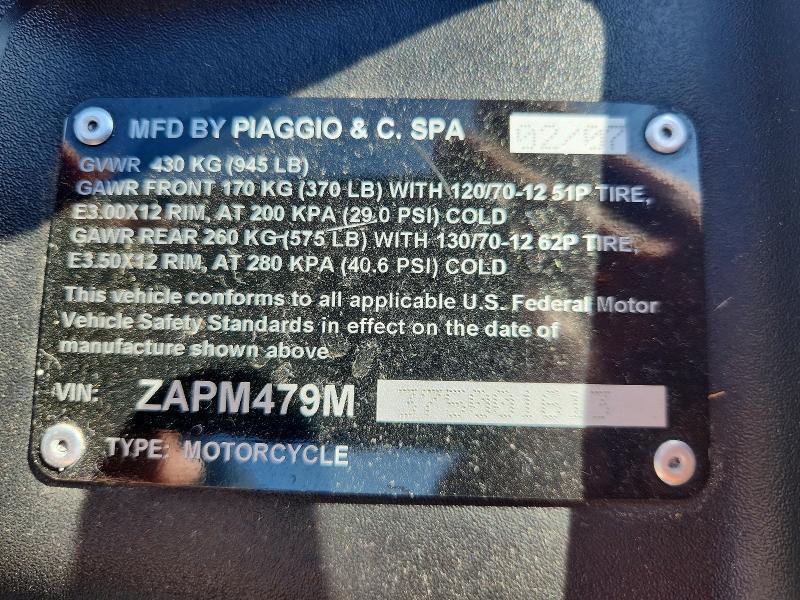 MFD BY PIAGGIO & C. SPA 02/07
GVWR 430 KG (945 LB)
GAWR FRONT 170 KG (370 LB) WITH 120/70-12 51P TIRE,
E3.00X12 RIM, AT 200 KPA (29.0 PSI) COLD
GAWR REAR 260 KG (575 LB) WITH 130/70-12 62P TIRE,
E3.50X12 RIM, AT 280 KPA (40.6 PSI) COLD
This vehicle conforms to all applicable U.S. Federal Motor
Vehicle Safety Standards in effect on the date of
manufacture shown above
VIN: ZAPM479M 375001613
TYPE: MOTORCYCLE